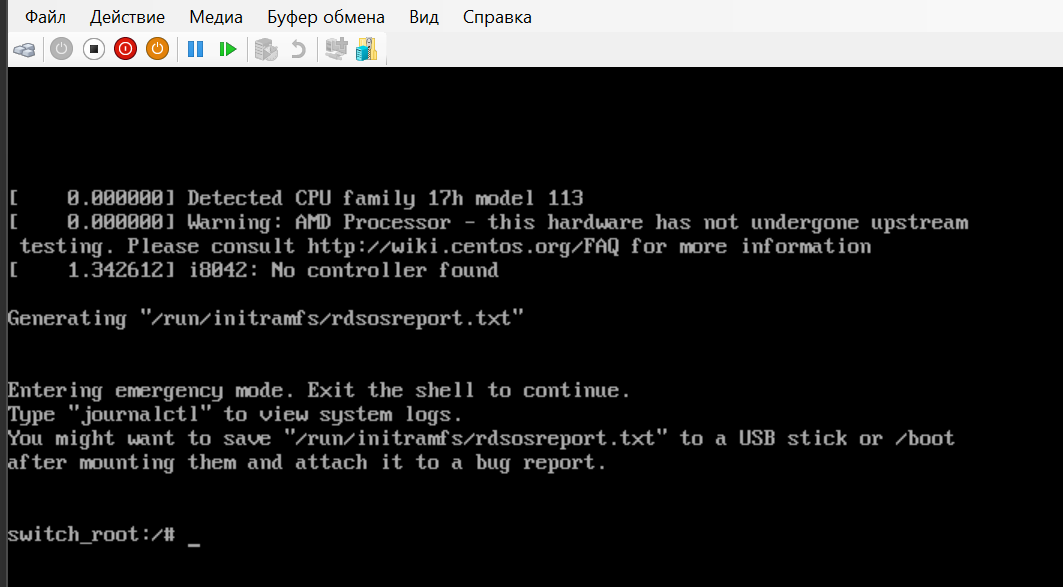 Файл Действие Медиа Буфер обмена Вид Справка
[    0.000000] Detected CPU family 17h model 113
[    0.000000] Warning: AMD Processor - this hardware has not undergone upstream
 testing. Please consult http://wiki.centos.org/FAQ for more information
[    1.342612] i8042: No controller found
Generating "/run/initramfs/rdsosreport.txt"
Entering emergency mode. Exit the shell to continue.
Type "journalctl" to view system logs.
You might want to save "/run/initramfs/rdsosreport.txt" to a USB stick or /boot
after mounting them and attach it to a bug report.
switch_root:/# _